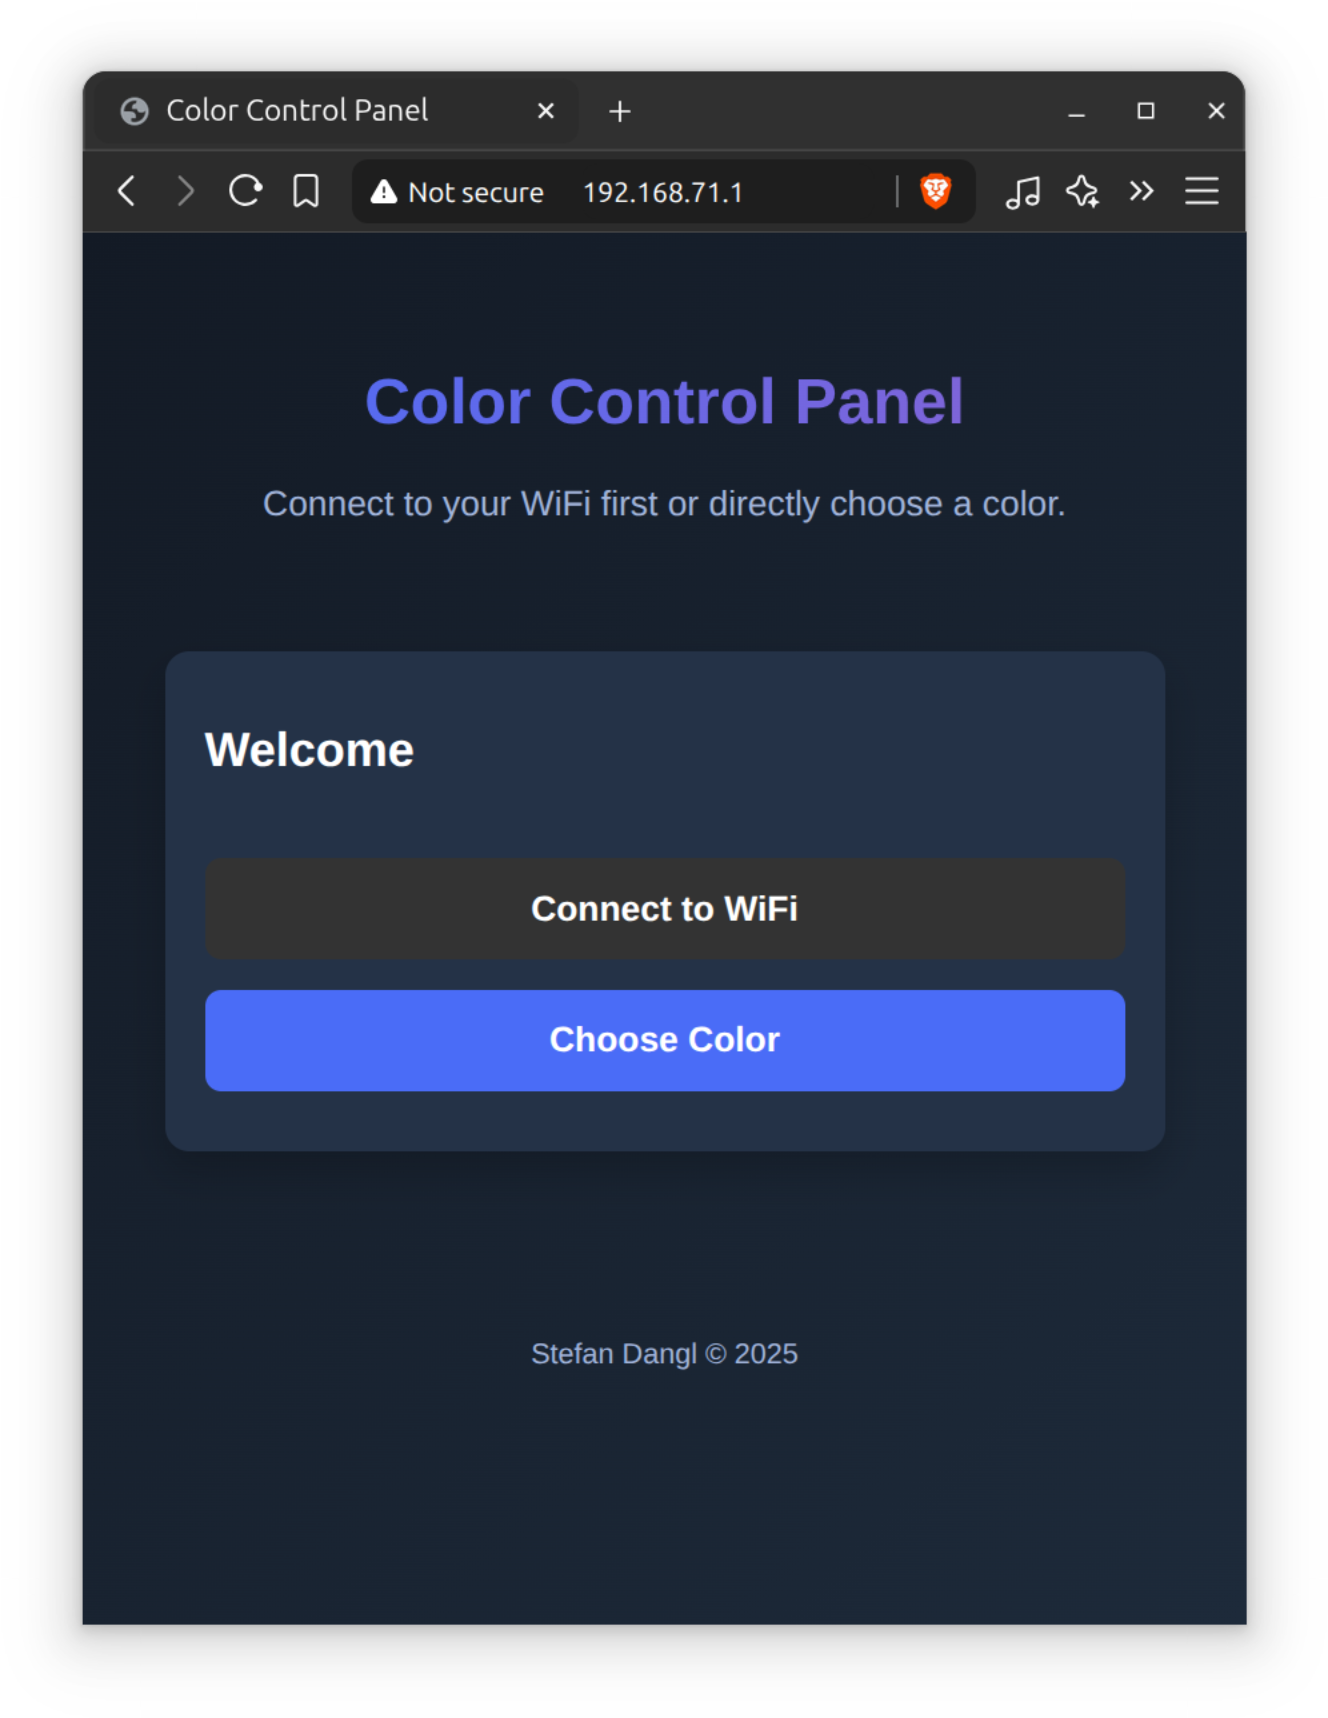 Color Control Panel
Not secure 192.168.71.1
Color Control Panel
Connect to your WiFi first or directly choose a color.
Welcome
Connect to WiFi
Choose Color
Stefan Dangl © 2025